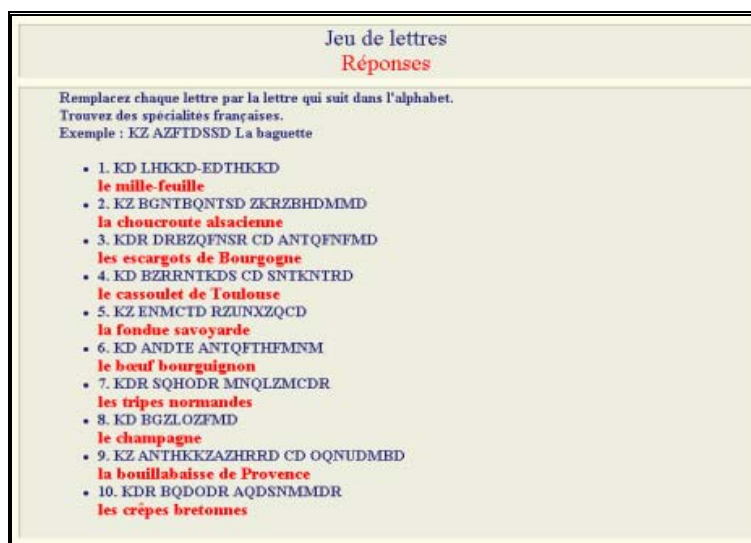 Jeu de lettres
Réponses
Remplacez chaque lettre par la lettre qui suit dans l'alphabet.
Trouvez des spécialités françaises.
Exemple : KZ AZFTDSSD La baguette
• 1. KD LHKKD-EDTHKKD
le mille-feuille
• 2. KZ BGNTBQNTSD ZKRZBHDMMD
la choucroute alsacienne
• 3. KDR DRBZQFNSR CD ANTQFNFMD
les escargots de Bourgogne
• 4. KD BZRRNTKDS CD SNTKNTRD
le cassoulet de Toulouse
• 5. KZ ENMCTD RZUNXZQCD
la fondue savoyarde
• 6. KD ANDTE ANTQFTHFMNM
le bœuf bourguignon
• 7. KDR SQHODR MNQLZMCDR
les tripes normandes
• 8. KD BGZLOZFMD
le champagne
• 9. KZ ANTHKKZAZHRRD CD OQNUDMBD
la bouillabaisse de Provence
• 10. KDR BQDODR AQDSNMMDR
les crêpes bretonnes